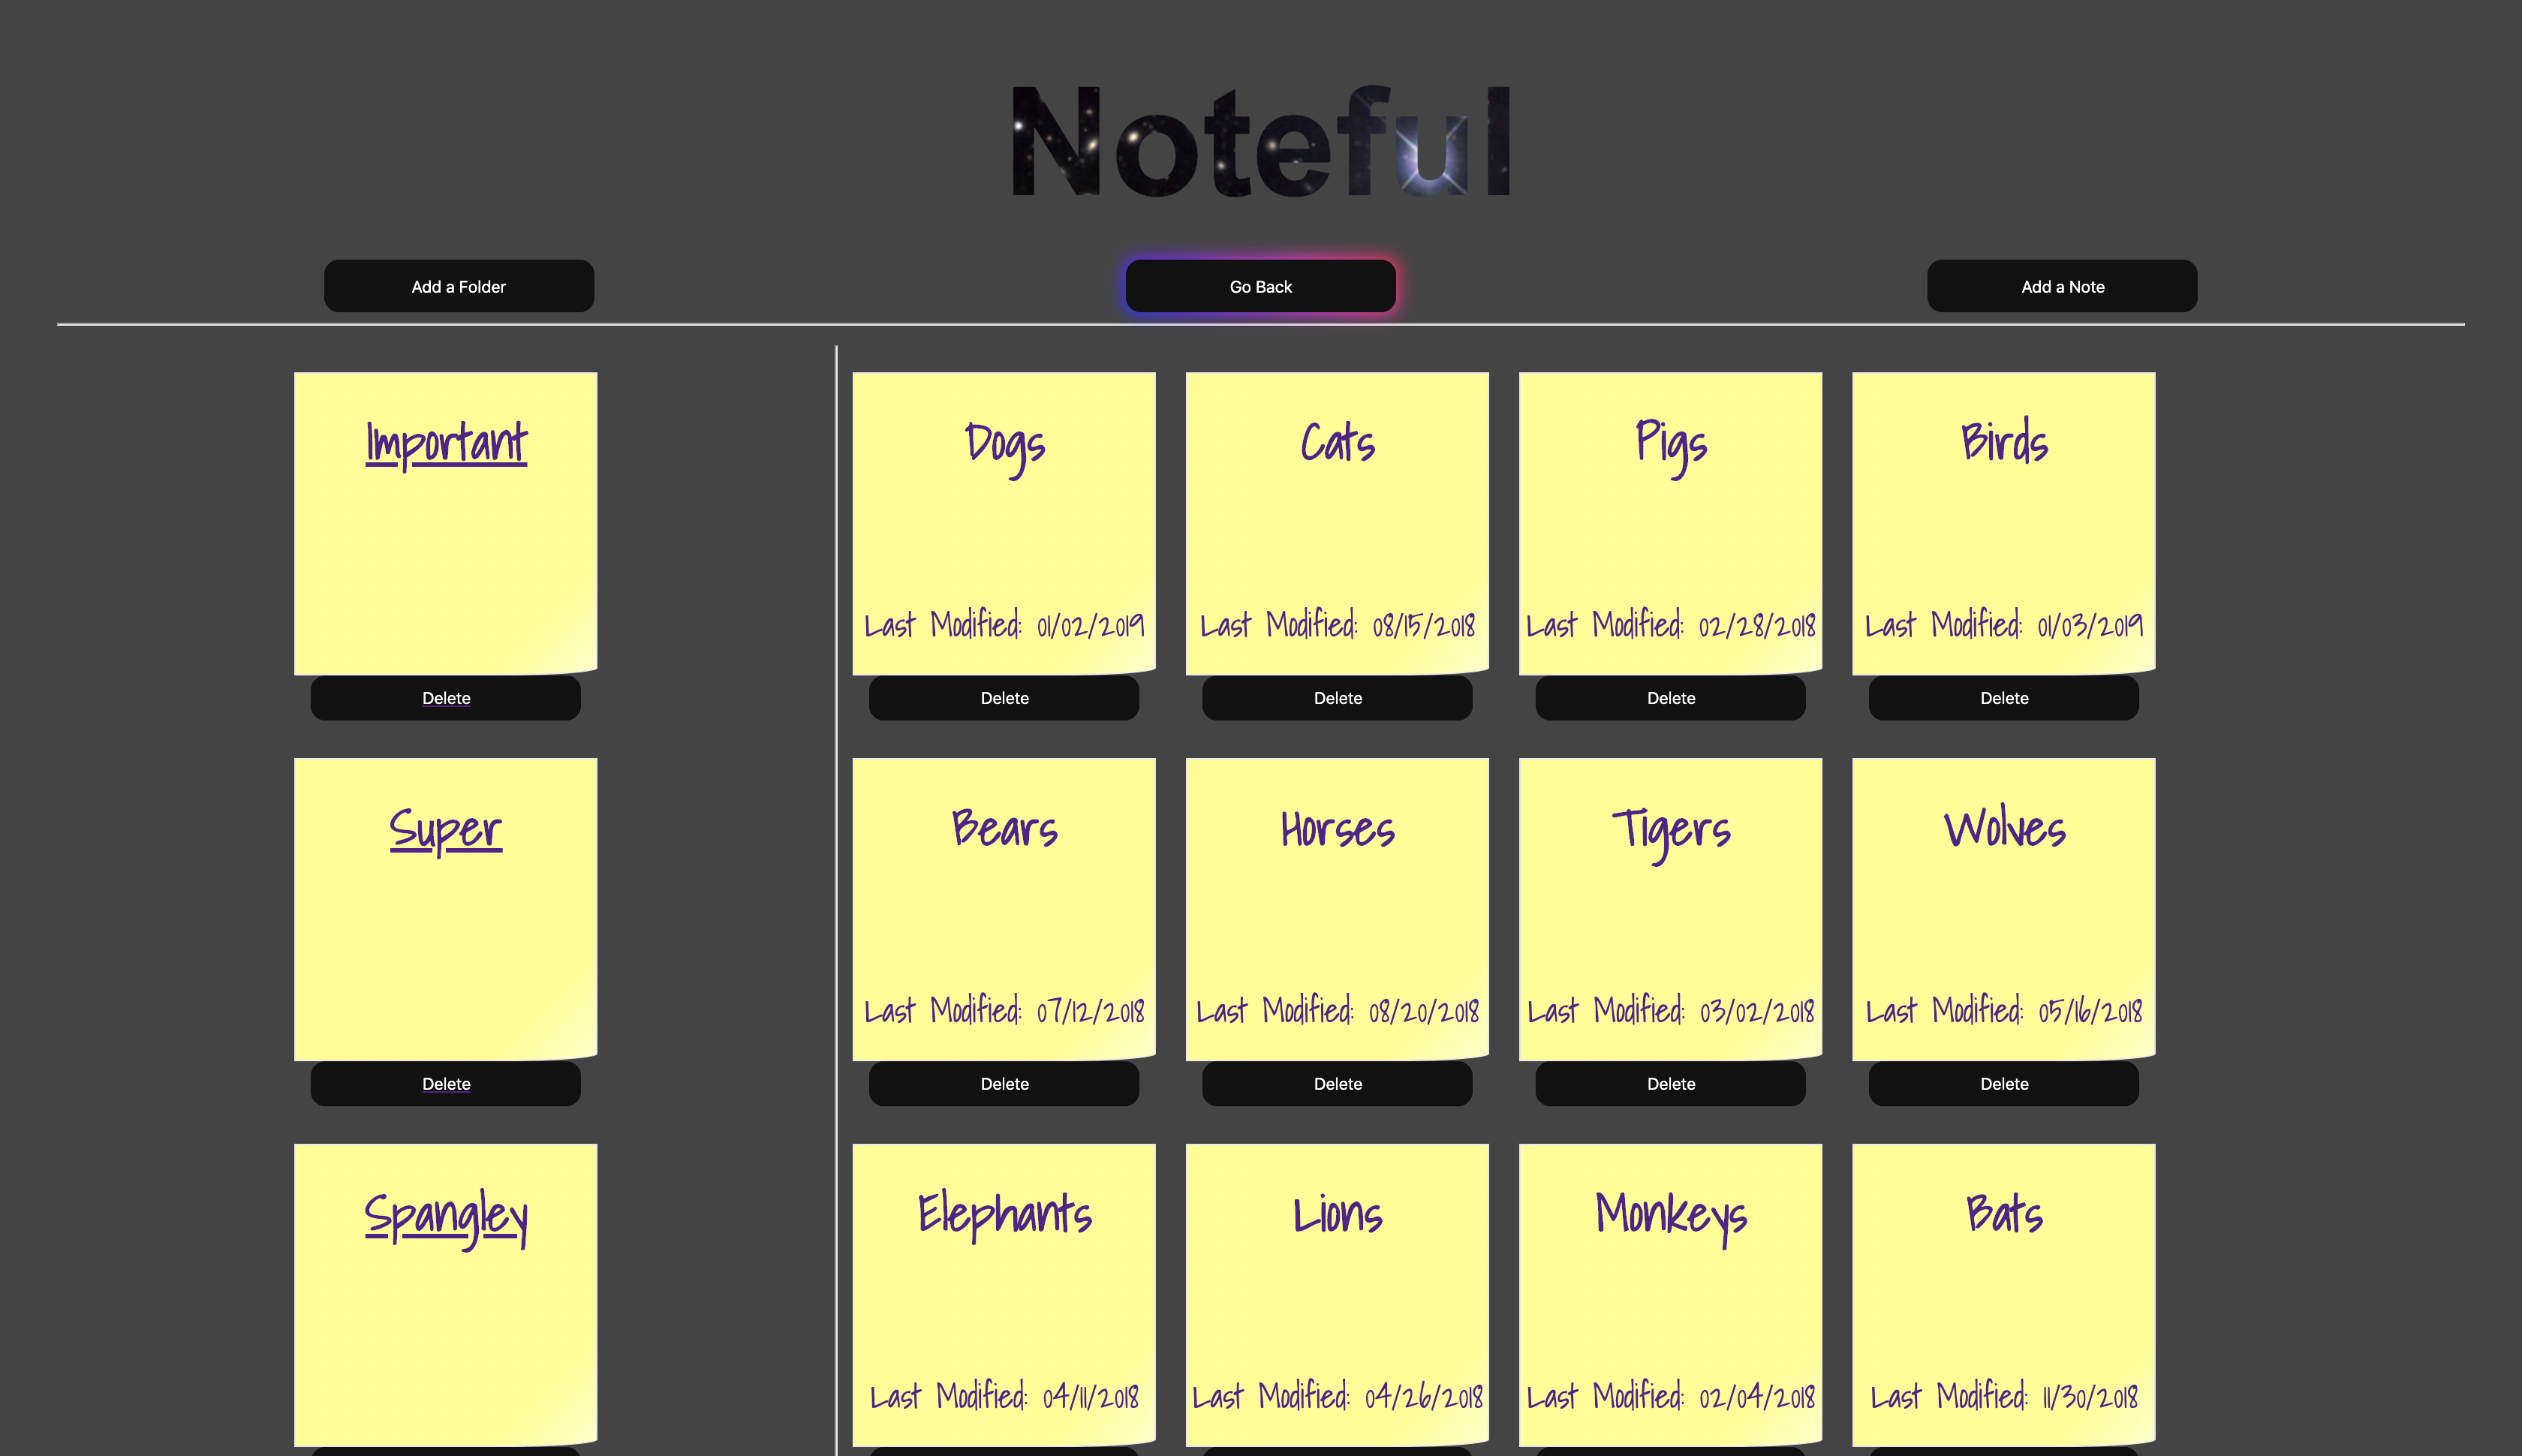 Noteful
Add a Folder
Go Back
Add a Note
Important
Delete
Super
Delete
Spangley
Dogs
Last Modified: 01/02/2019
Delete
Cats
Last Modified: 08/15/2018
Delete
Pigs
Last Modified: 02/28/2018
Delete
Birds
Last Modified: 01/03/2019
Delete
Bears
Last Modified: 07/12/2018
Delete
Horses
Last Modified: 08/20/2018
Delete
Tigers
Last Modified: 03/02/2018
Delete
Wolves
Last Modified: 05/16/2018
Delete
Elephants
Last Modified: 04/11/2018
Lions
Last Modified: 04/26/2018
Monkeys
Last Modified: 02/04/2018
Bats
Last Modified: 11/30/2018